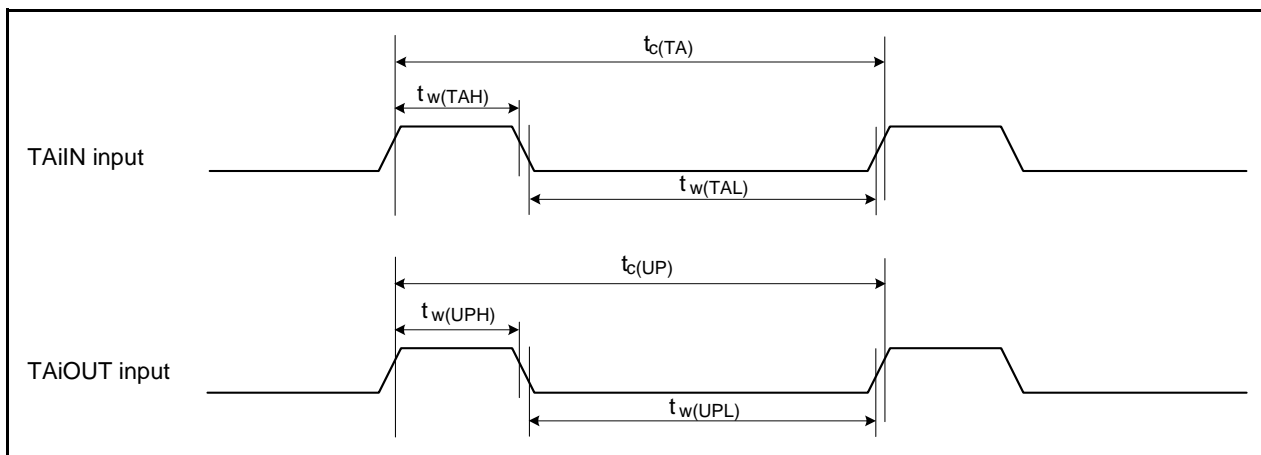 tc(TA)
tw(TAH)
TAiIN input
tw(TAL)
tc(UP)
tw(UPH)
TAiOUT input
tw(UPL)